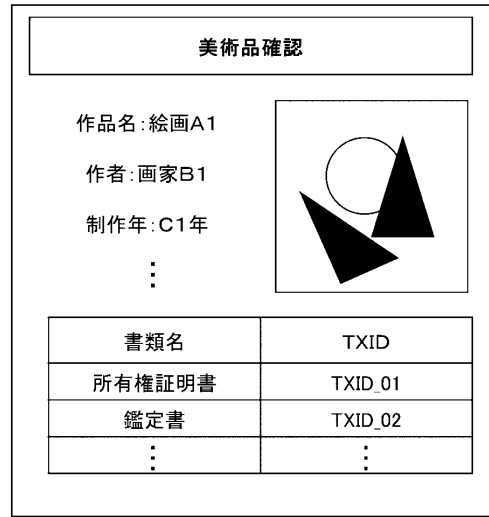 美術品確認
作品名:絵画A1
作者:画家B1
制作年:C1年
⋮
書類名 TXID
所有権証明書 TXID_01
鑑定書 TXID_02
⋮ ⋮